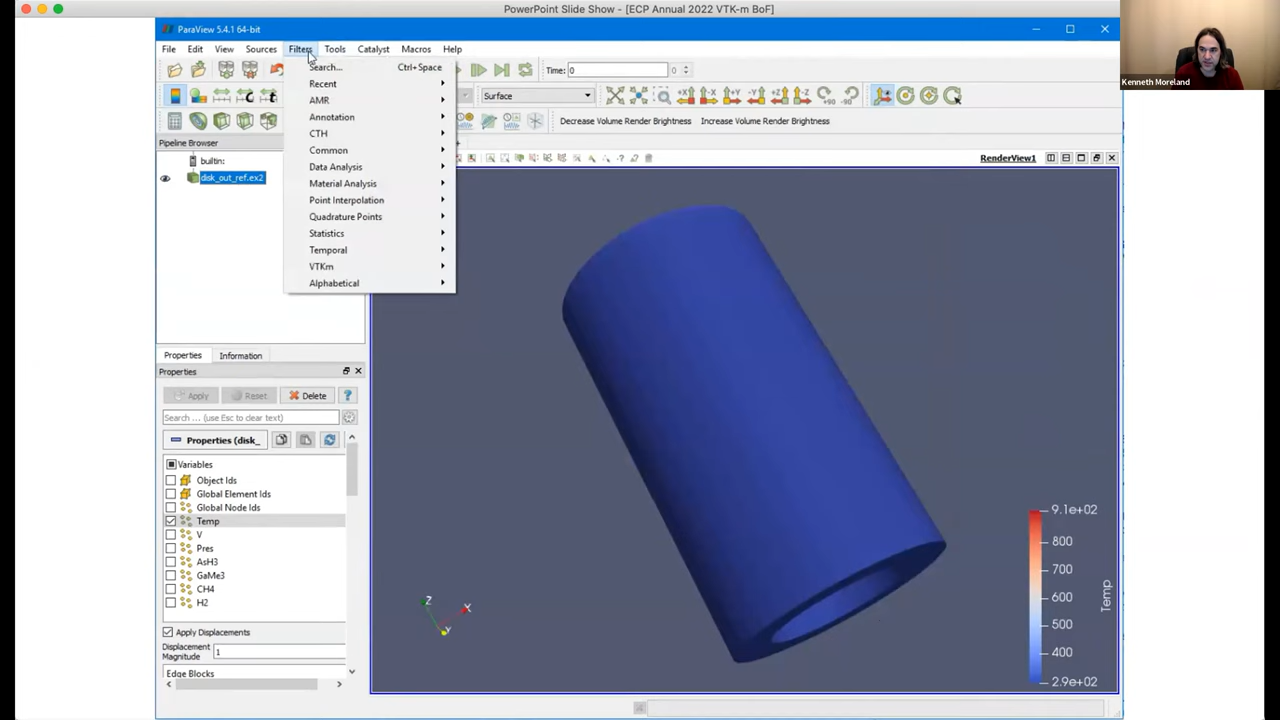 PowerPoint Slide Show - [ECP Annual 2022 VTK-m BoF]
ParaView 5.4.1 64-bit
File Edit View Sources Filters Tools Catalyst Macros Help
Time: 0 0
Surface
Decrease Volume Render Brightness Increase Volume Render Brightness
Search... Ctrl+Space
Recent
AMR
Annotation
CTH
Common
Data Analysis
Material Analysis
Point Interpolation
Quadrature Points
Statistics
Temporal
VTKm
Alphabetical
Pipeline Browser
builtin:
disk_out_ref.ex2
RenderView1
Properties Information
Properties
Apply Reset Delete ?
Search ... (use Esc to clear text)
Properties (disk_
Variables
Object Ids
Global Element Ids
Global Node Ids
Temp
V
Pres
AsH3
GaMe3
CH4
H2
Apply Displacements
Displacement
Magnitude
1
Edge Blocks
Z
X
Y
9.1e+02
800
700
600
500
400
2.9e+02
Temp
Kenneth Moreland